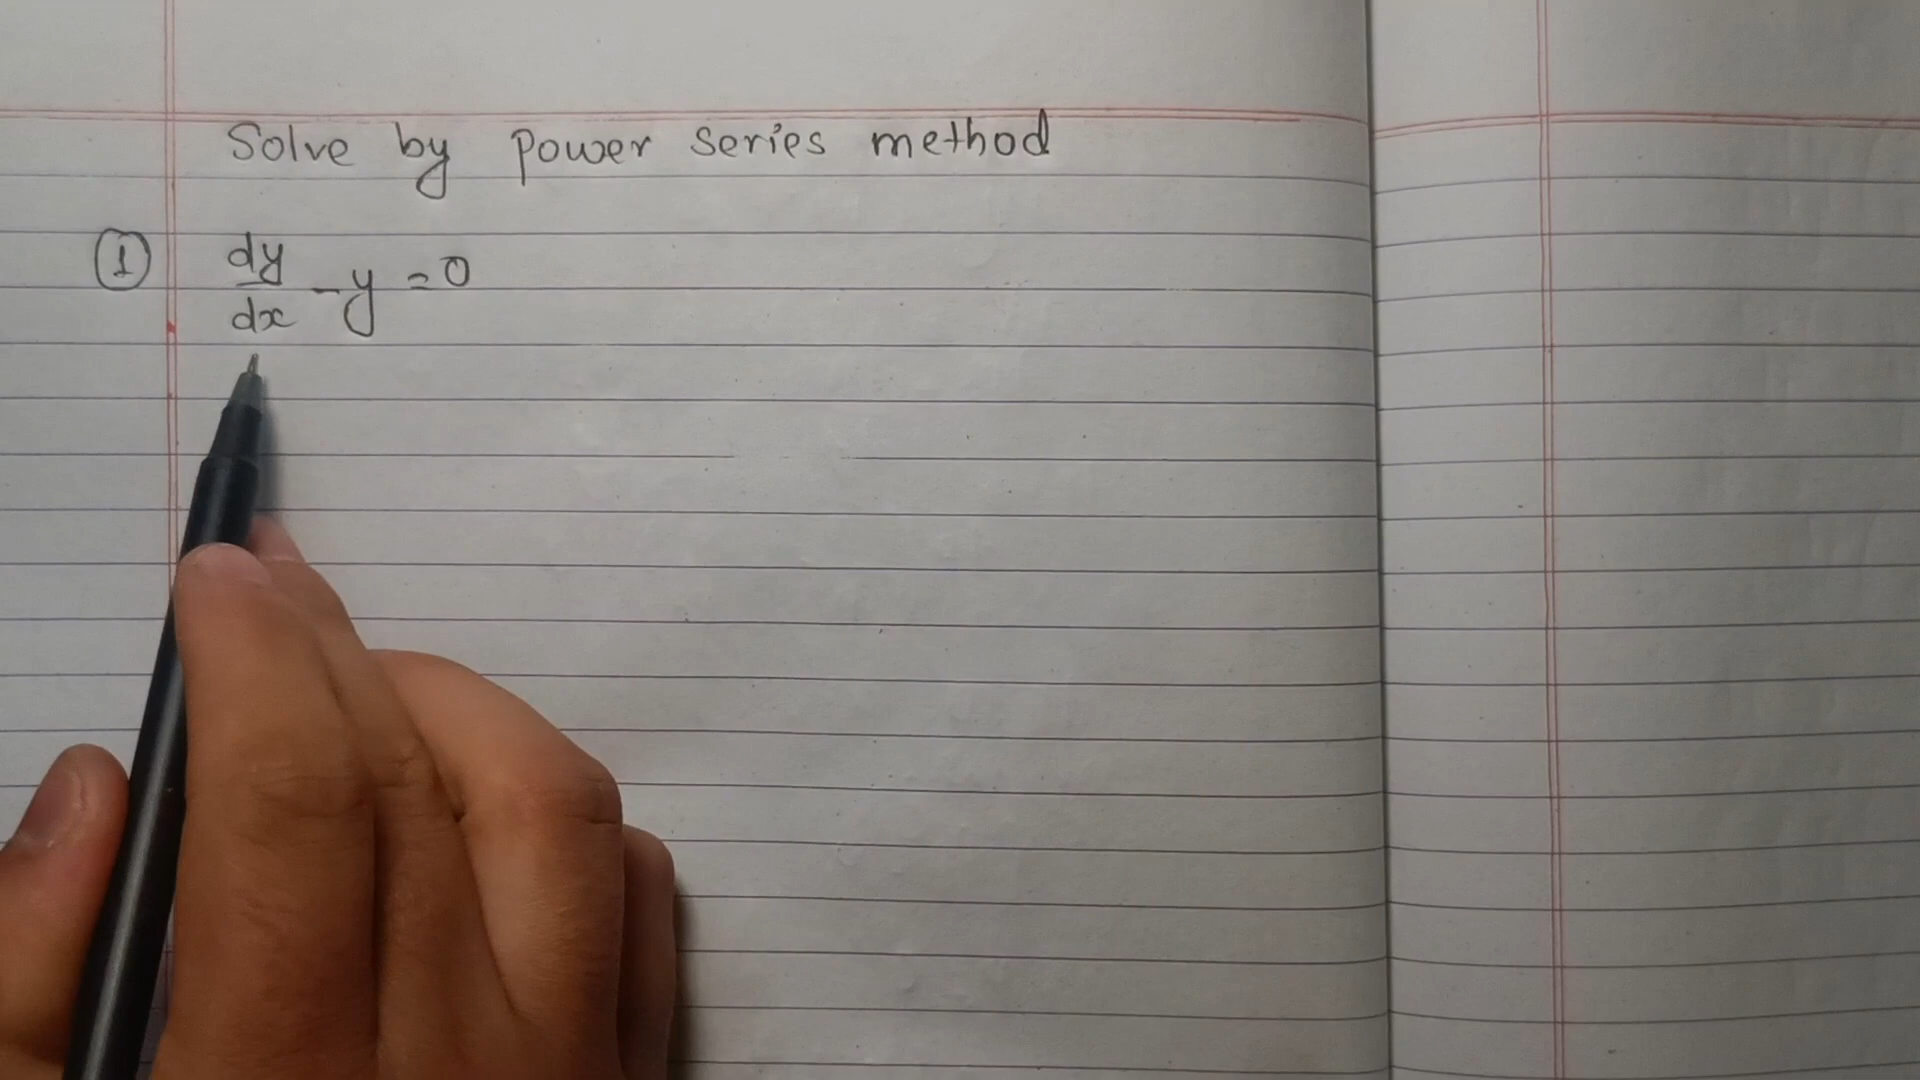 Solve by power series method
① dy/dx - y = 0